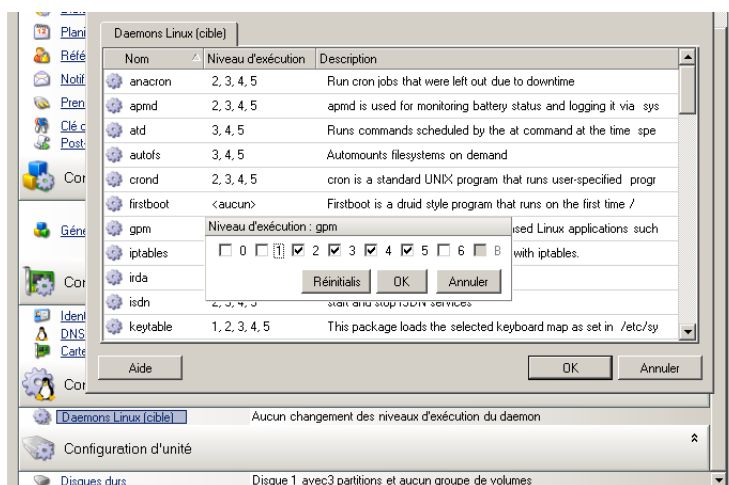 Plani
Daemons Linux (cible)
Référ
Nom Niveau d'exécution Description
Notif
anacron 2, 3, 4, 5 Run cron jobs that were left out due to downtime
Pren
apmd 2, 3, 4, 5 apmd is used for monitoring battery status and logging it via sys
Clé c
atd 3, 4, 5 Runs commands scheduled by the at command at the time spe
Post-
autofs 3, 4, 5 Automounts filesystems on demand
Cor
crond 2, 3, 4, 5 cron is a standard UNIX program that runs user-specified progr
firstboot <aucun> Firstboot is a druid style program that runs on the first time /
Géné
gpm Niveau d'exécution : gpm sed Linux applications such
iptables 0 1 2 3 4 5 6 B with iptables.
Cor
irda Réinitialis OK Annuler
isdn 2, 3, 4, 5 start and stop ISDN services
Ident
DNS
keytable 1, 2, 3, 4, 5 This package loads the selected keyboard map as set in /etc/sy
Carte
Aide OK Annuler
Cor
Daemons Linux (cible) Aucun changement des niveaux d'exécution du daemon
Configuration d'unité
Disques durs Disque 1 avec3 partitions et aucun groupe de volumes